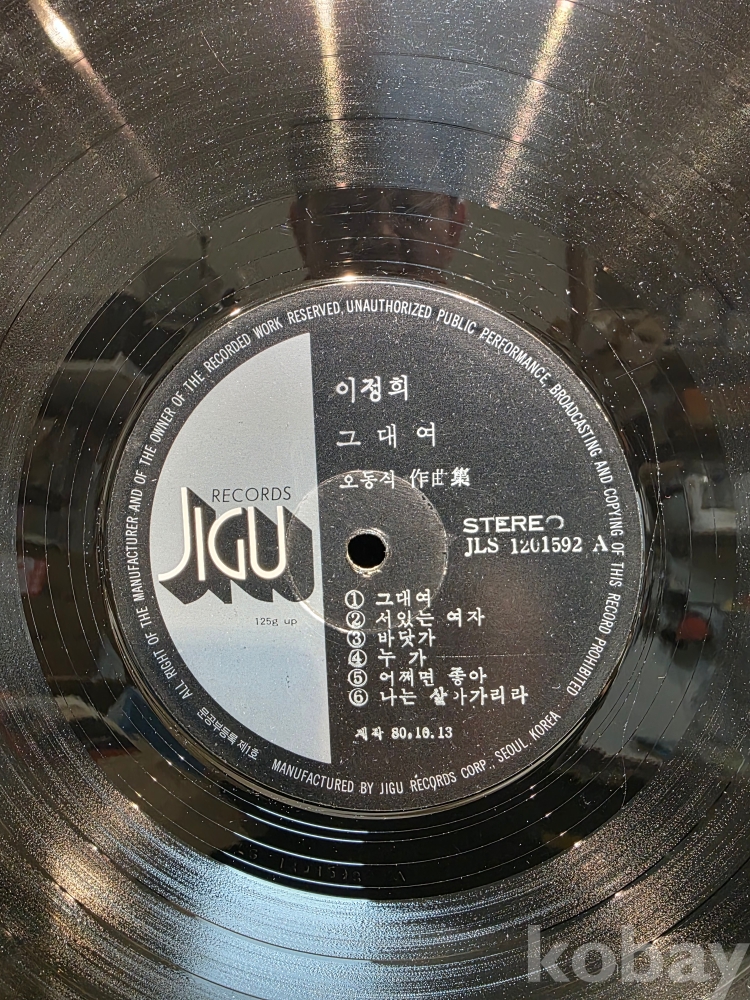 ALL RIGHT OF THE MANUFACTURER AND OF THE OWNER OF THE RECORDED WORK RESERVED, UNAUTHORIZED PUBLIC PERFORMANCE, BROADCASTING AND COPYING OF THIS RECORD PROHIBITED
이정희
그대여
오동식 作曲集
RECORDS
JIGU
125g up
STEREO
JLS 1201592 A
① 그대여
② 서있는 여자
③ 바닷가
④ 누가
⑤ 어쩌면 좋아
⑥ 나는 살아가리라
제작 80.10.13
문공부등록 제1호
MANUFACTURED BY JIGU RECORDS CORP., SEOUL KOREA
kobay